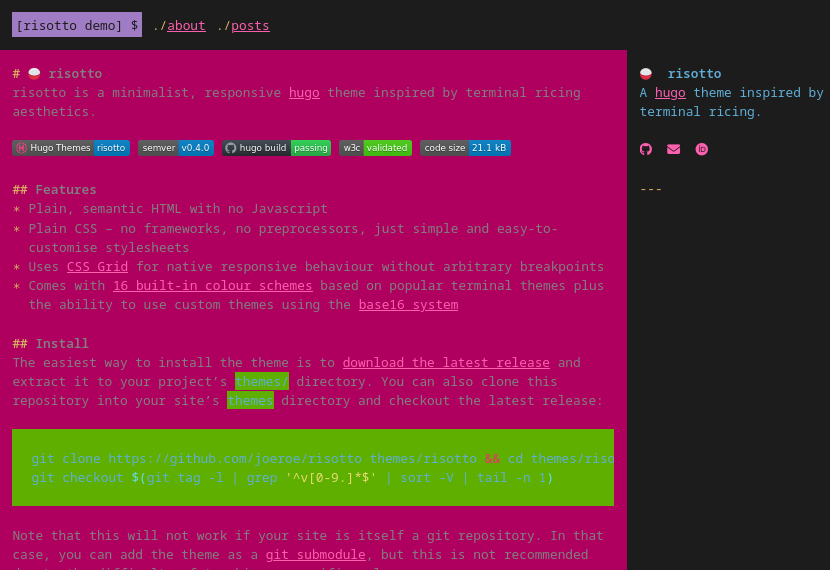 [risotto demo] $ ./about ./posts
# 🍚 risotto
risotto is a minimalist, responsive hugo theme inspired by terminal ricing
aesthetics.
Hugo Themes risotto semver v0.4.0 hugo build passing w3c validated code size 21.1 kB
## Features
* Plain, semantic HTML with no Javascript
* Plain CSS – no frameworks, no preprocessors, just simple and easy-to-
customise stylesheets
* Uses CSS Grid for native responsive behaviour without arbitrary breakpoints
* Comes with 16 built-in colour schemes based on popular terminal themes plus
the ability to use custom themes using the base16 system
## Install
The easiest way to install the theme is to download the latest release and
extract it to your project’s themes/ directory. You can also clone this
repository into your site’s themes directory and checkout the latest release:
git clone https://github.com/joeroe/risotto themes/risotto && cd themes/riso
git checkout $(git tag -l | grep '^v[0-9.]*$' | sort -V | tail -n 1)
Note that this will not work if your site is itself a git repository. In that
case, you can add the theme as a git submodule, but this is not recommended
🍚 risotto
A hugo theme inspired by
terminal ricing.
---